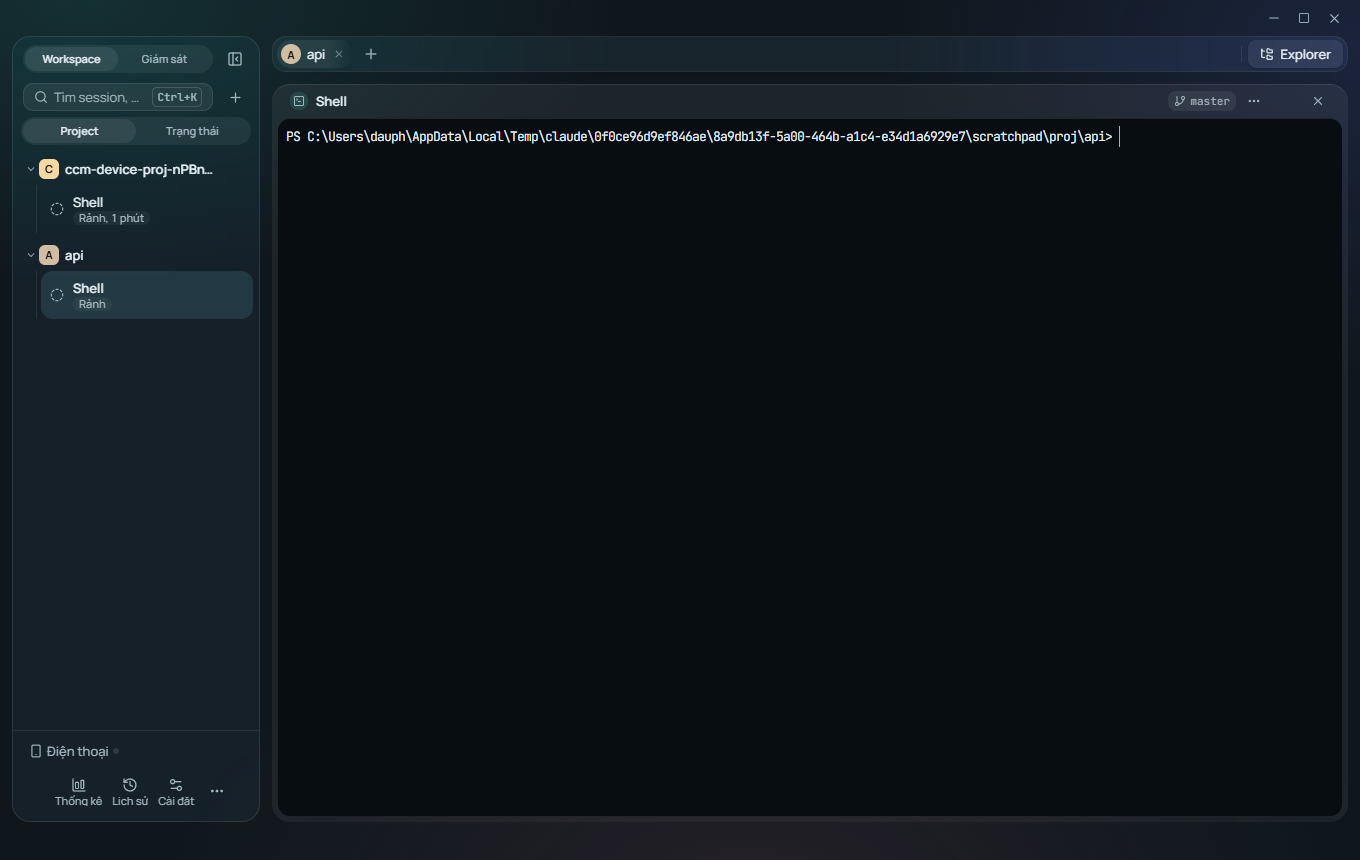 Workspace
Giám sát
Tìm session, ...
Ctrl+K
Project
Trạng thái
C
ccm-device-proj-nPBn...
Shell
Rảnh, 1 phút
A
api
Shell
Rảnh
Điện thoại
Thống kê
Lịch sử
Cài đặt
A
api
Explorer
Shell
master
PS C:\Users\dauph\AppData\Local\Temp\claude\0f0ce96d9ef846ae\8a9db13f-5a00-464b-a1c4-e34d1a6929e7\scratchpad\proj\api>